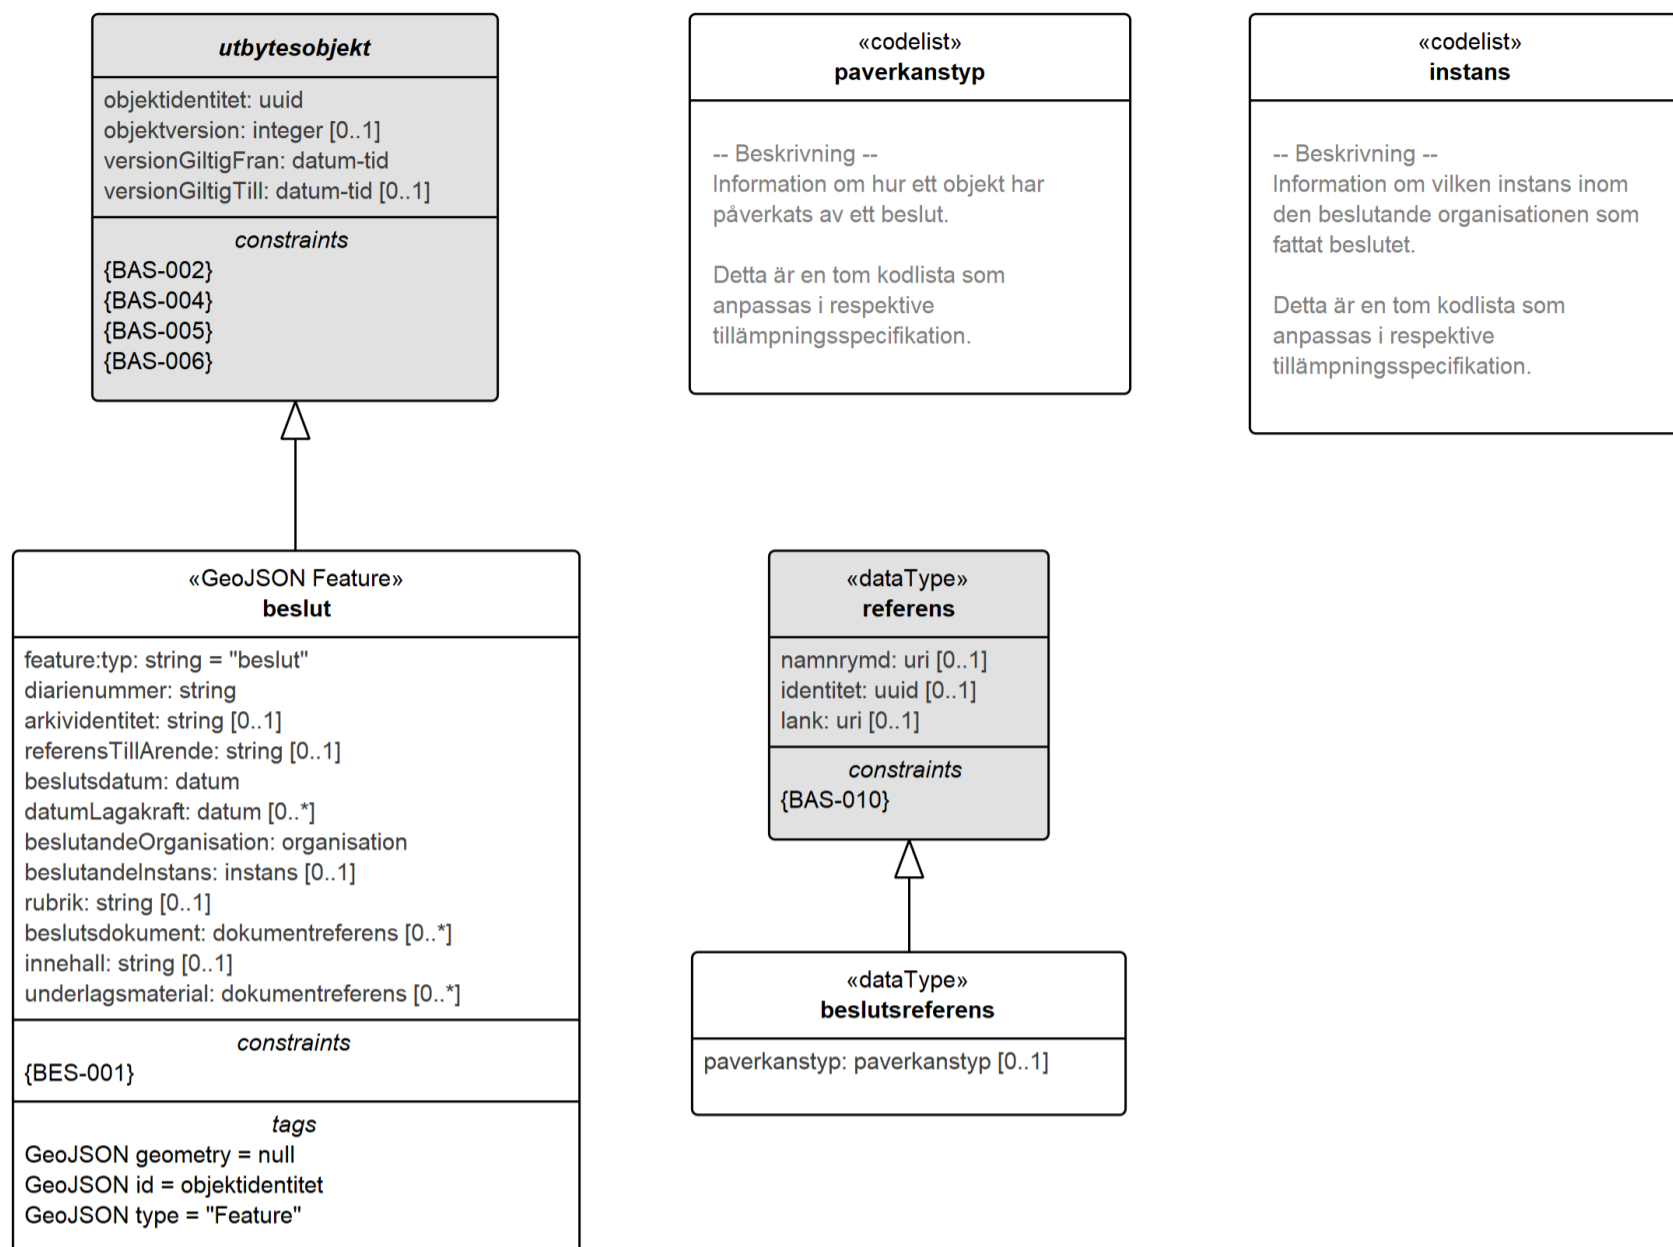 utbytesobjekt
objektidentitet: uuid
objektversion: integer [0..1]
versionGiltigFran: datum-tid
versionGiltigTill: datum-tid [0..1]
constraints
{BAS-002}
{BAS-004}
{BAS-005}
{BAS-006}
«codelist»
paverkanstyp
-- Beskrivning --
Information om hur ett objekt har
påverkats av ett beslut.
Detta är en tom kodlista som
anpassas i respektive
tillämpningsspecifikation.
«codelist»
instans
-- Beskrivning --
Information om vilken instans inom
den beslutande organisationen som
fattat beslutet.
Detta är en tom kodlista som
anpassas i respektive
tillämpningsspecifikation.
«GeoJSON Feature»
beslut
feature:typ: string = "beslut"
diarienummer: string
arkividentitet: string [0..1]
referensTillArende: string [0..1]
beslutsdatum: datum
datumLagakraft: datum [0..*]
beslutandeOrganisation: organisation
beslutandeInstans: instans [0..1]
rubrik: string [0..1]
beslutsdokument: dokumentreferens [0..*]
innehall: string [0..1]
underlagsmaterial: dokumentreferens [0..*]
constraints
{BES-001}
tags
GeoJSON geometry = null
GeoJSON id = objektidentitet
GeoJSON type = "Feature"
«dataType»
referens
namnrymd: uri [0..1]
identitet: uuid [0..1]
lank: uri [0..1]
constraints
{BAS-010}
«dataType»
beslutsreferens
paverkanstyp: paverkanstyp [0..1]